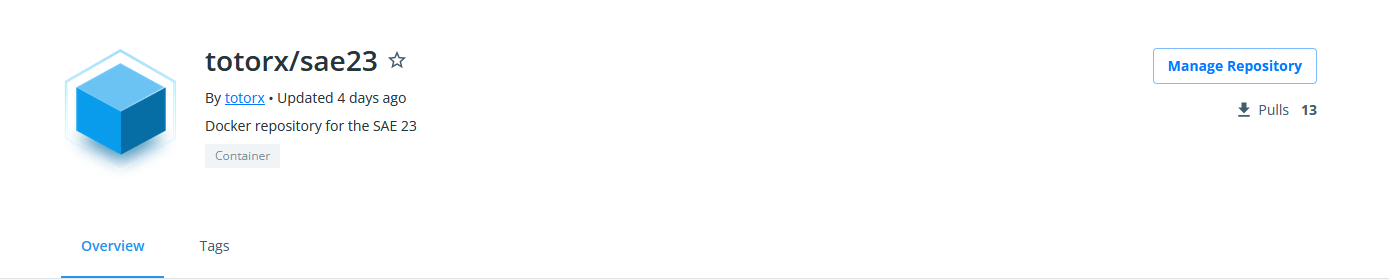 totorx/sae23
Manage Repository
By totorx • Updated 4 days ago
Pulls 13
Docker repository for the SAE 23
Container
Overview
Tags